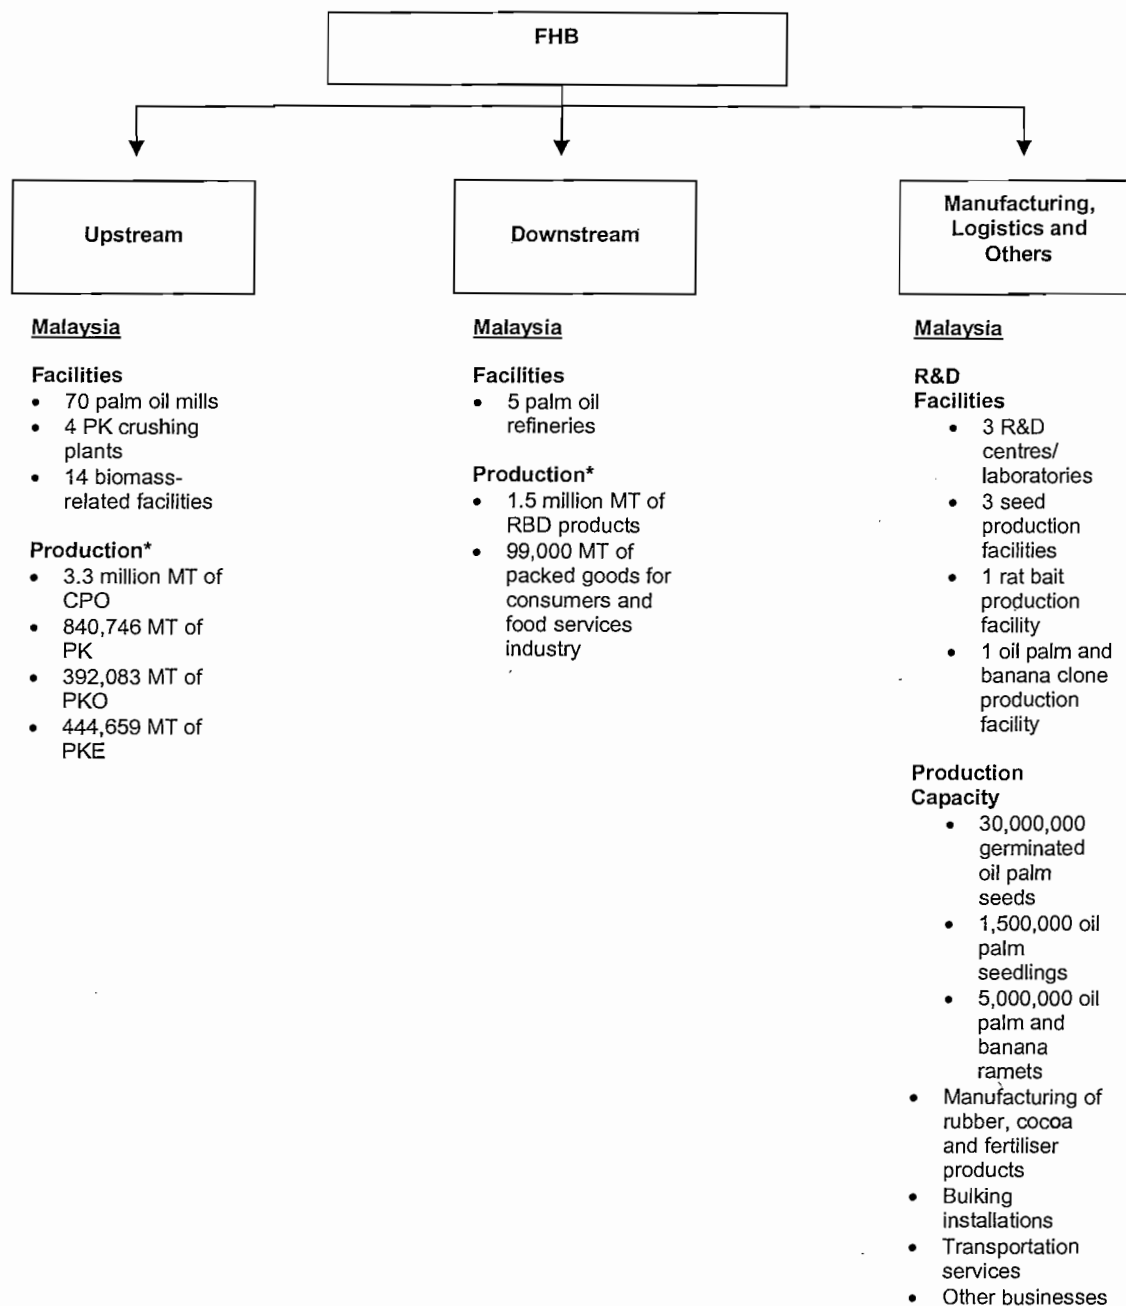 FHB
Upstream
Malaysia
Facilities
• 70 palm oil mills
• 4 PK crushing
plants
• 14 biomass-
related facilities
Production*
• 3.3 million MT of
CPO
• 840,746 MT of
PK
• 392,083 MT of
PKO
• 444,659 MT of
PKE
Downstream
Malaysia
Facilities
• 5 palm oil
refineries
Production*
• 1.5 million MT of
RBD products
• 99,000 MT of
packed goods for
consumers and
food services
industry
Manufacturing,
Logistics and
Others
Malaysia
R&D
Facilities
• 3 R&D
centres/
laboratories
• 3 seed
production
facilities
• 1 rat bait
production
facility
• 1 oil palm and
banana clone
production
facility
Production
Capacity
• 30,000,000
germinated
oil palm
seeds
• 1,500,000 oil
palm
seedlings
• 5,000,000 oil
palm and
banana
ramets
• Manufacturing of
rubber, cocoa
and fertiliser
products
• Bulking
installations
• Transportation
services
• Other businesses